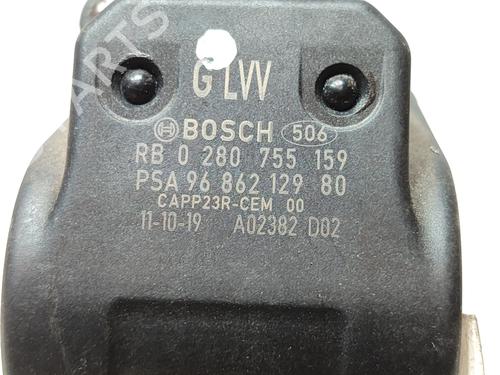 G LVV
BOSCH 506
RB 0 280 755 159
PSA 96 862 129 80
CAPP23R-CEM 00
11-10-19 A02382 D02